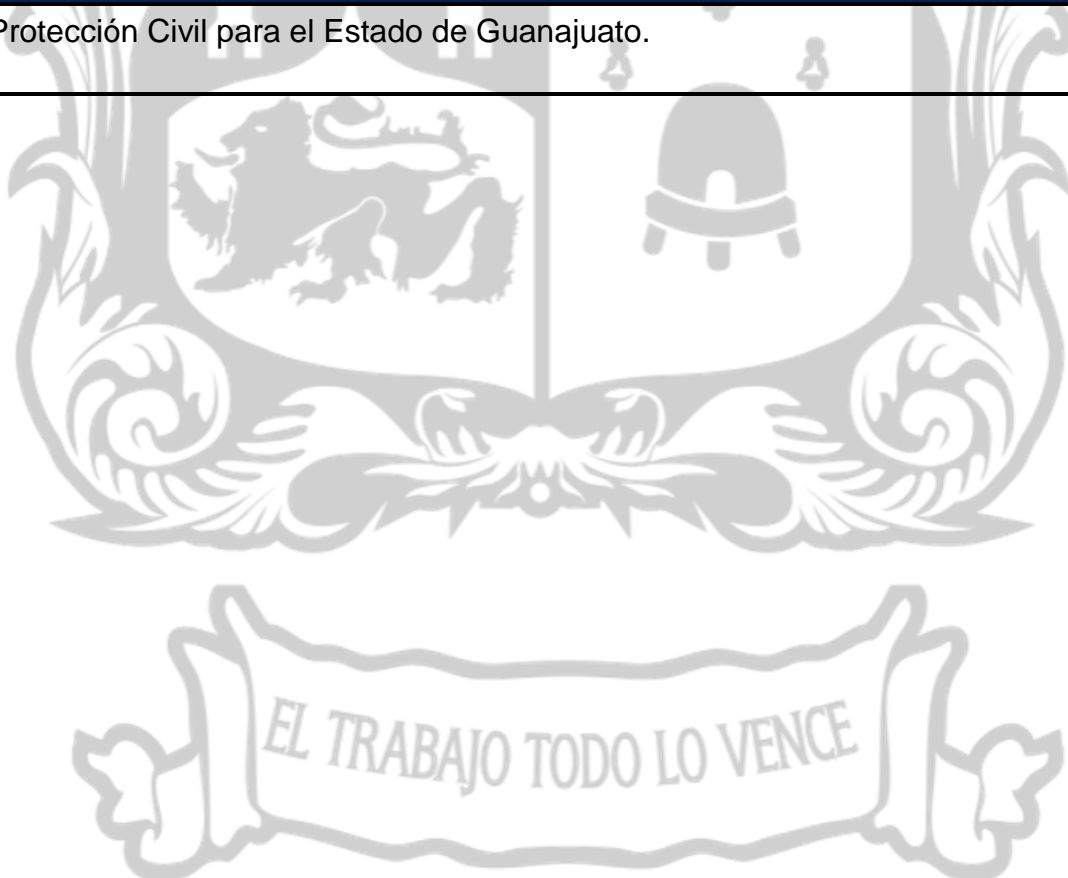 Protección Civil para el Estado de Guanajuato.
EL TRABAJO TODO LO VENCE